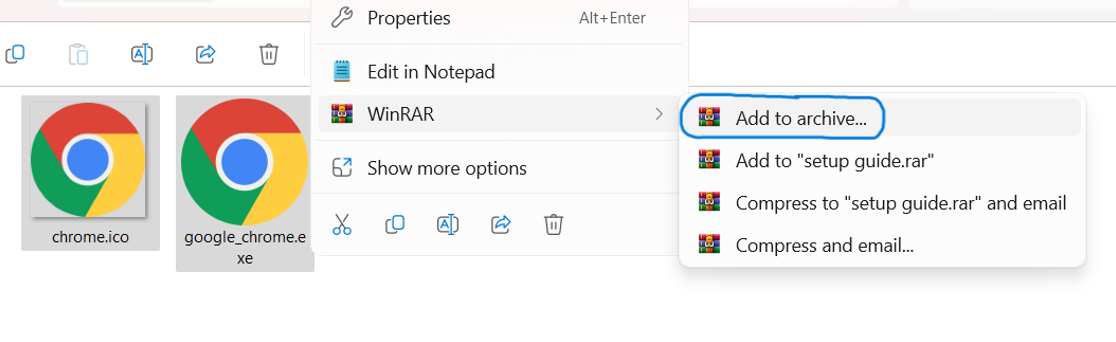 Properties Alt+Enter
Edit in Notepad
WinRAR
Show more options
Add to archive...
Add to "setup guide.rar"
Compress to "setup guide.rar" and email
Compress and email...
chrome.ico
google_chrome.e
xe